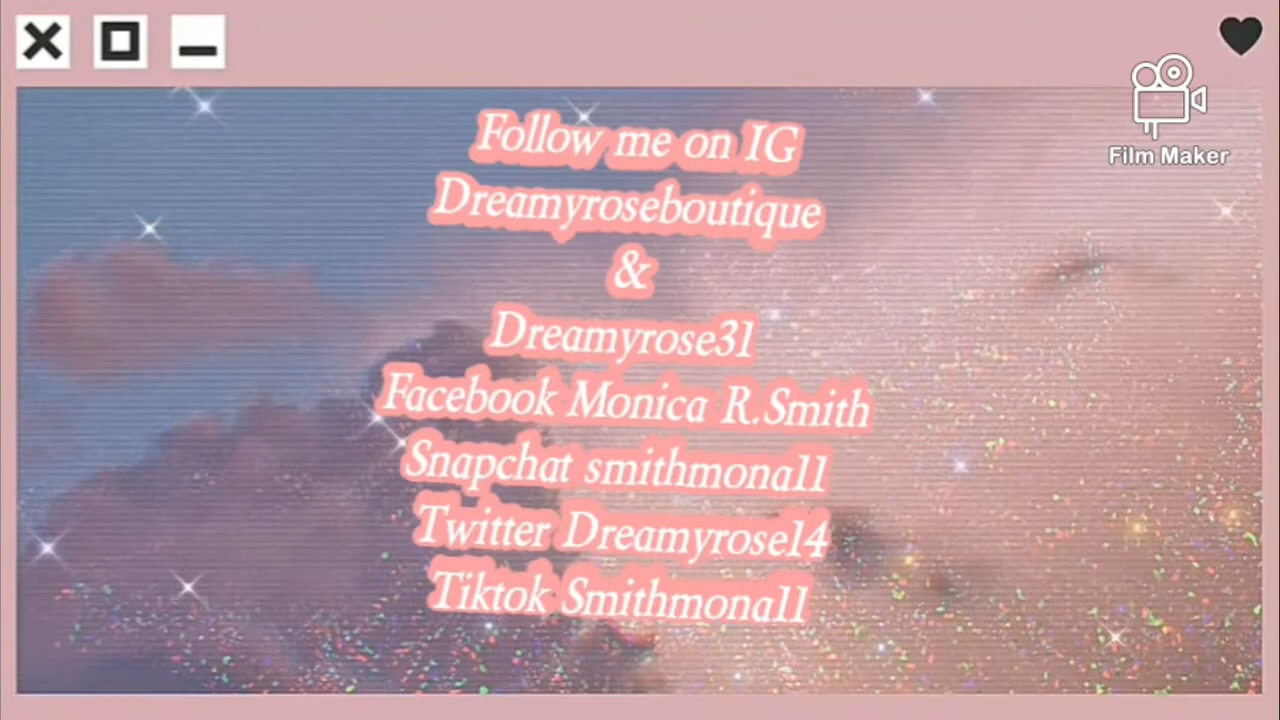 Film Maker
Follow me on IG
Dreamyroseboutique
&
Dreamyrose31
Facebook Monica R.Smith
Snapchat smithmona11
Twitter Dreamyrose14
Tiktok Smithmona11